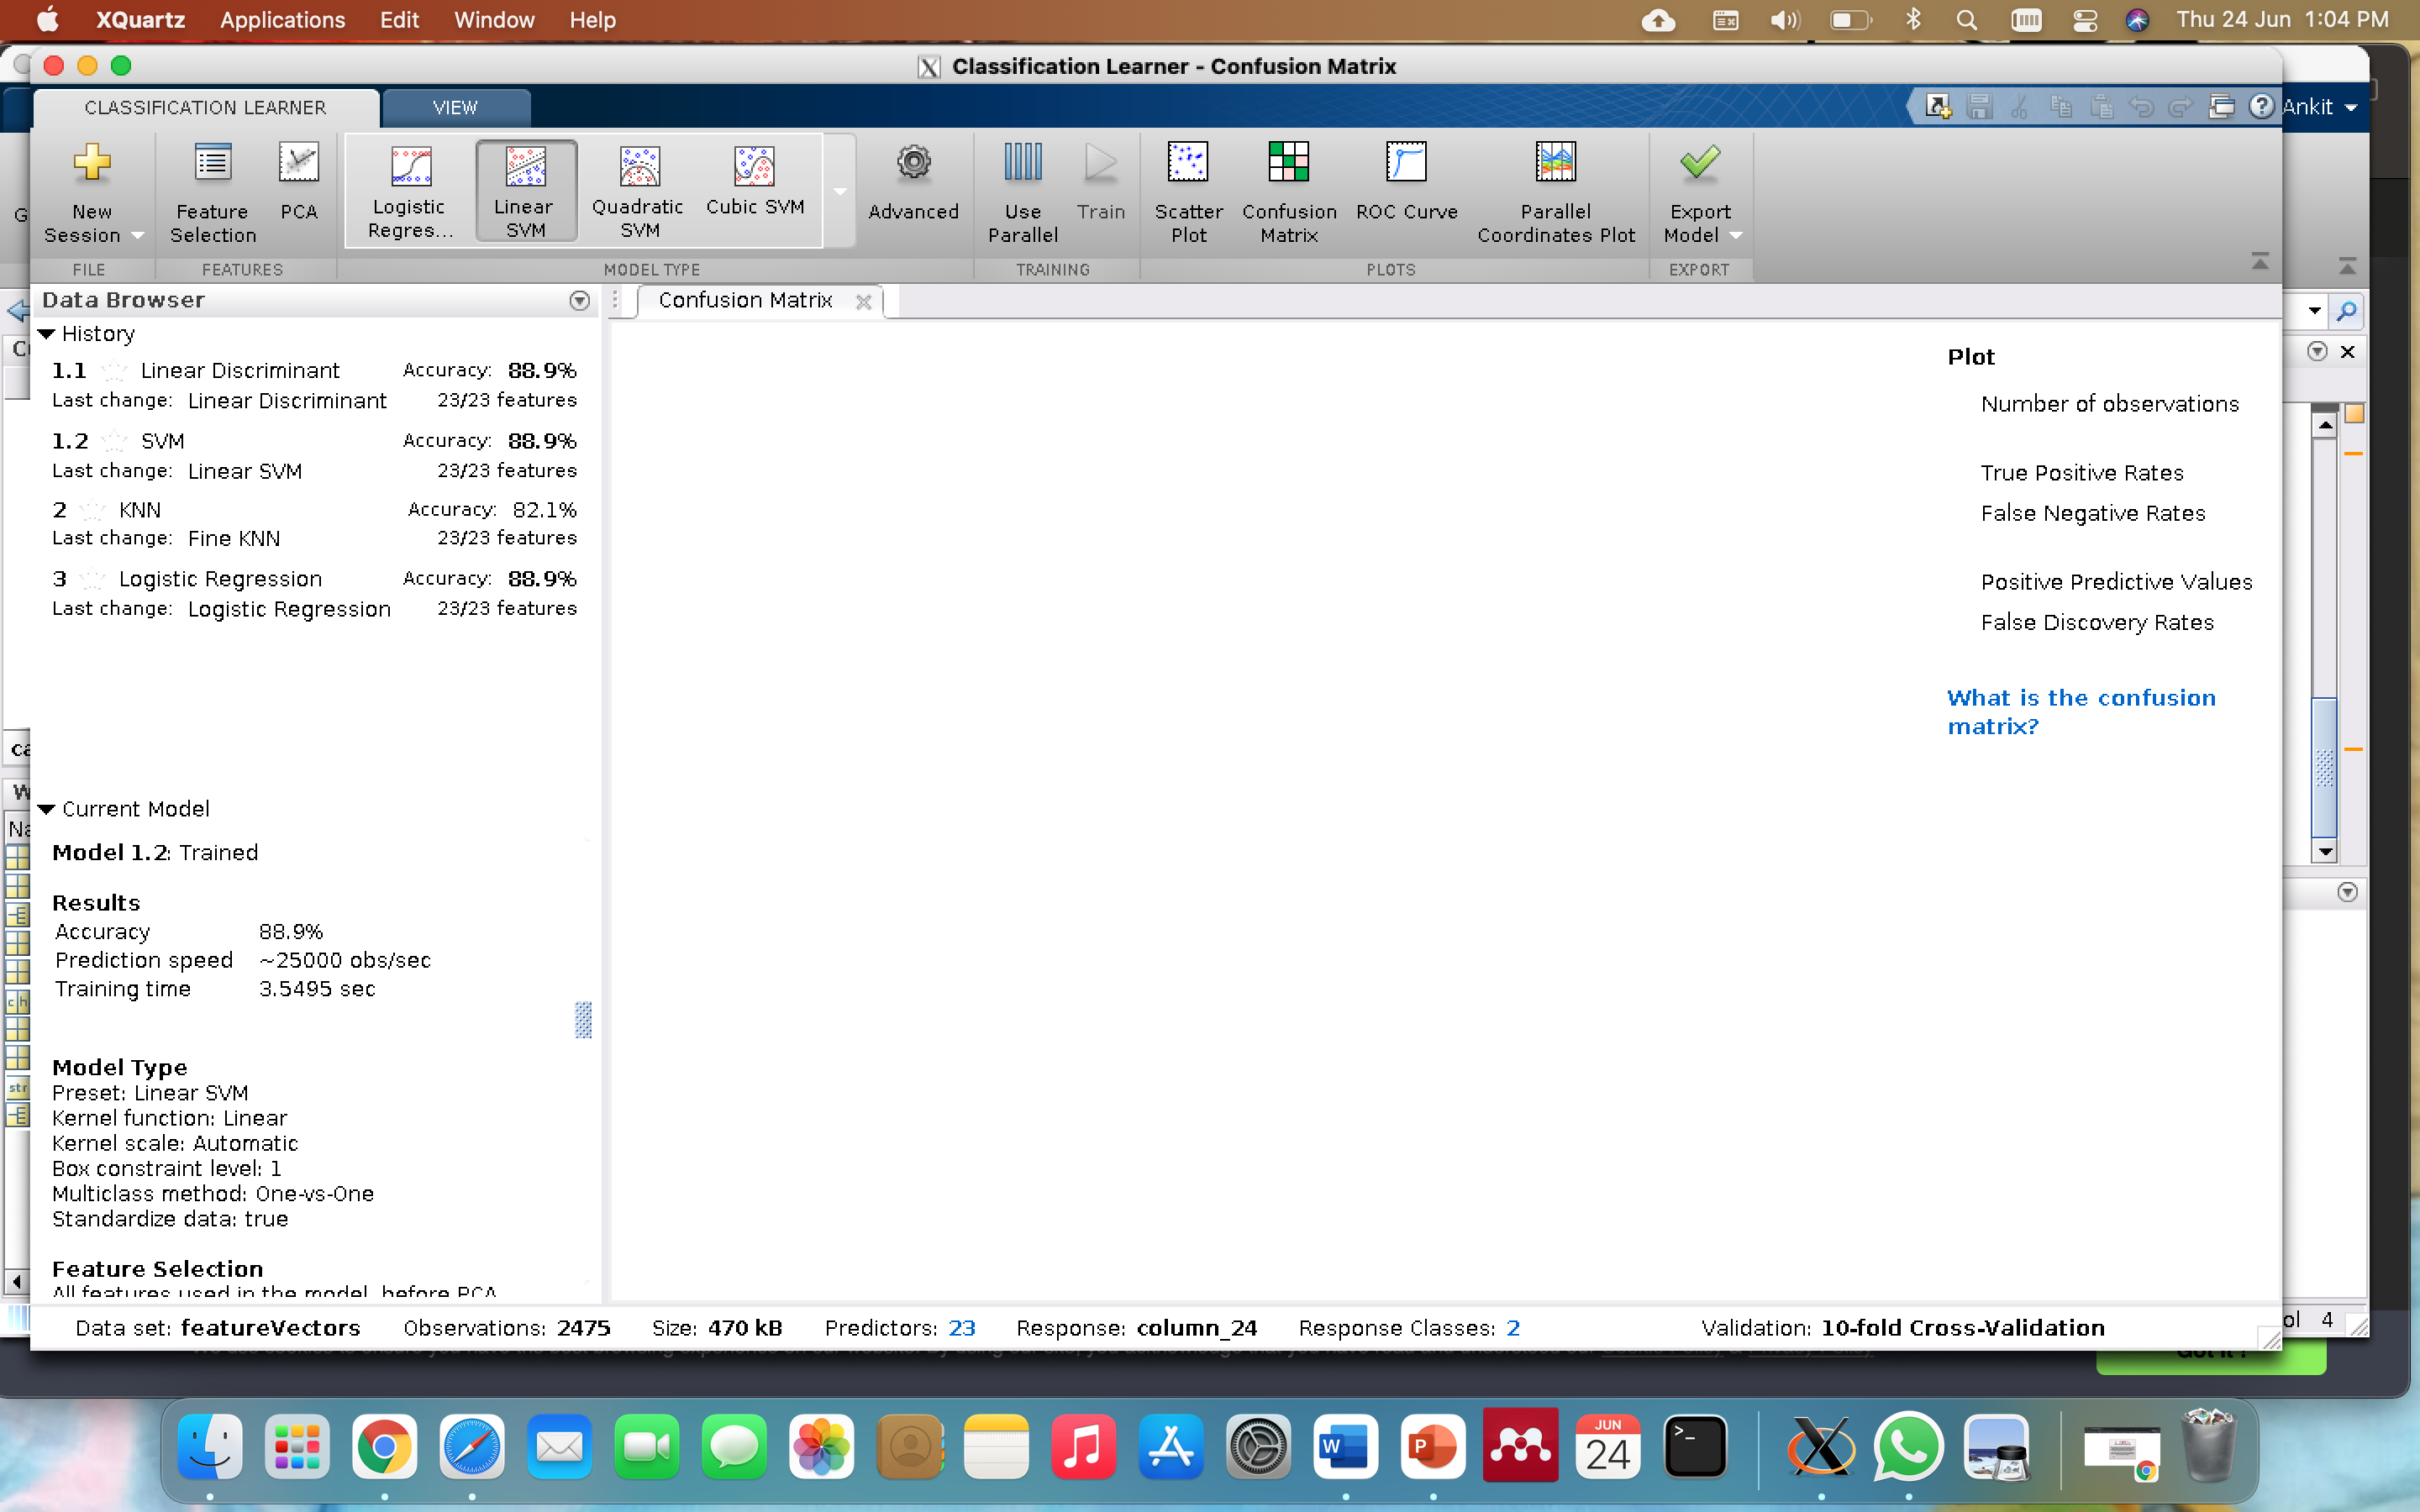 XQuartz Applications Edit Window Help Thu 24 Jun 1:04 PM
Classification Learner - Confusion Matrix
CLASSIFICATION LEARNER VIEW Ankit
New Session
Feature Selection
PCA
Logistic Regres...
Linear SVM
Quadratic SVM
Cubic SVM
Advanced
Use Parallel
Train
Scatter Plot
Confusion Matrix
ROC Curve
Parallel Coordinates Plot
Export Model
FILE FEATURES MODEL TYPE TRAINING PLOTS EXPORT
Data Browser
Confusion Matrix
History
1.1 Linear Discriminant Accuracy: 88.9%
Last change: Linear Discriminant 23/23 features
1.2 SVM Accuracy: 88.9%
Last change: Linear SVM 23/23 features
2 KNN Accuracy: 82.1%
Last change: Fine KNN 23/23 features
3 Logistic Regression Accuracy: 88.9%
Last change: Logistic Regression 23/23 features
Current Model
Model 1.2: Trained
Results
Accuracy 88.9%
Prediction speed ~25000 obs/sec
Training time 3.5495 sec
Model Type
Preset: Linear SVM
Kernel function: Linear
Kernel scale: Automatic
Box constraint level: 1
Multiclass method: One-vs-One
Standardize data: true
Feature Selection
All features used in the model, before PCA
Plot
Number of observations
True Positive Rates
False Negative Rates
Positive Predictive Values
False Discovery Rates
What is the confusion
matrix?
Data set: featureVectors Observations: 2475 Size: 470 kB Predictors: 23 Response: column_24 Response Classes: 2 Validation: 10-fold Cross-Validation
ol 4
JUN
24